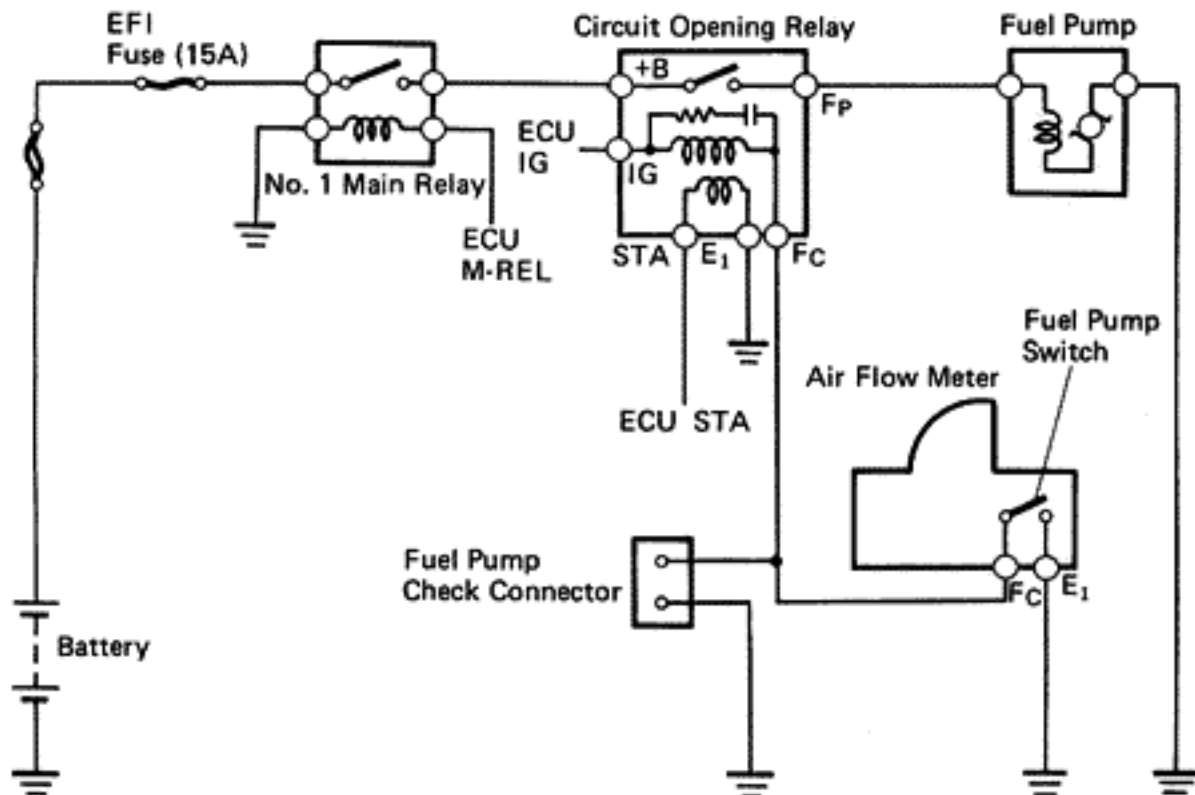 EFI
Fuse (15A)
Circuit Opening Relay
Fuel Pump
+B
FP
ECU
IG
IG
No. 1 Main Relay
ECU
M-REL
STA
E1
FC
Fuel Pump
Switch
Air Flow Meter
ECU STA
Fuel Pump
Check Connector
FC
E1
Battery